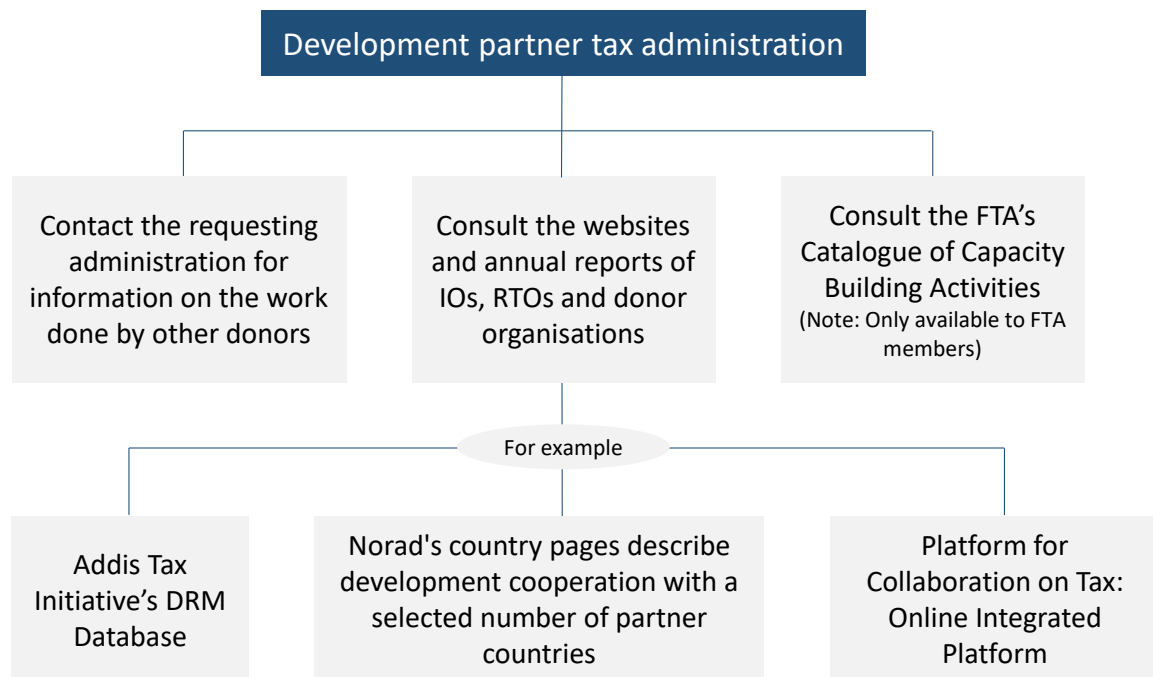 Development partner tax administration
Contact the requesting
administration for
information on the work
done by other donors
Consult the websites
and annual reports of
IOs, RTOs and donor
organisations
Consult the FTA’s
Catalogue of Capacity
Building Activities
(Note: Only available to FTA
members)
For example
Addis Tax
Initiative’s DRM
Database
Norad's country pages describe
development cooperation with a
selected number of partner
countries
Platform for
Collaboration on Tax:
Online Integrated
Platform